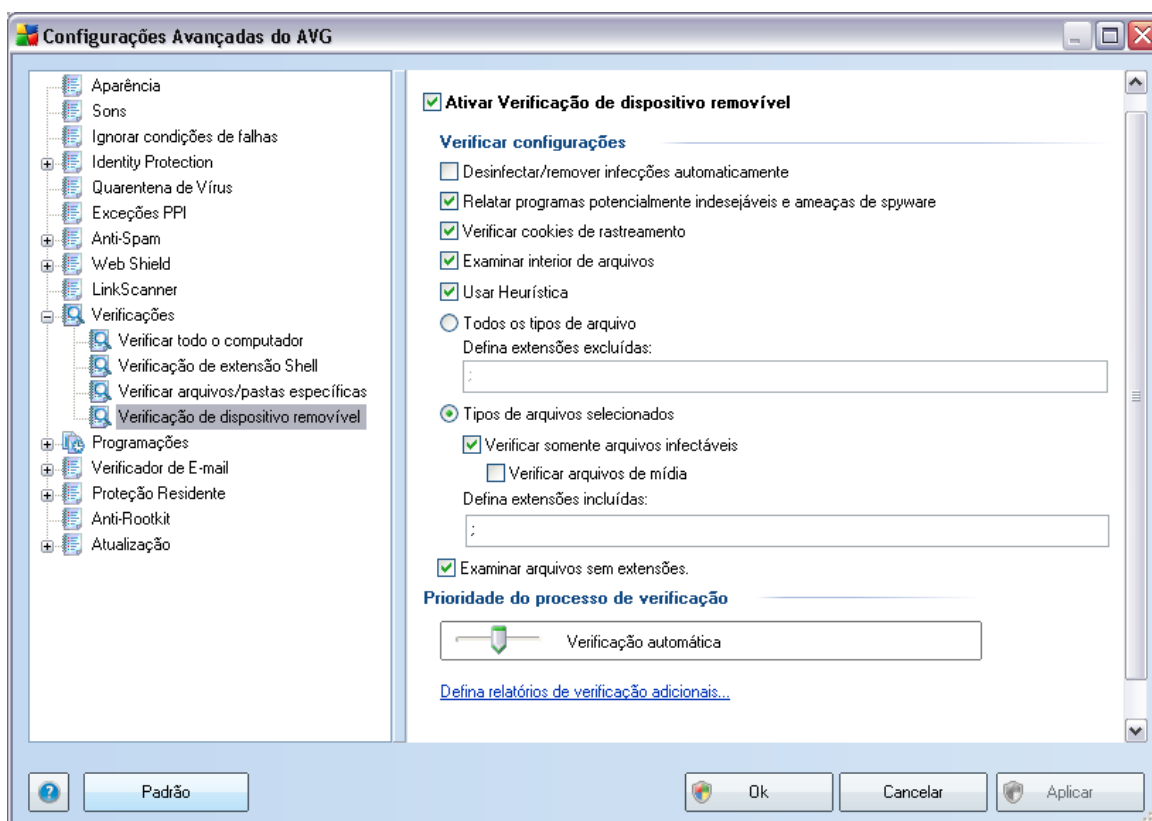 Configurações Avançadas do AVG
Aparência
Sons
Ignorar condições de falhas
Identity Protection
Quarentena de Vírus
Exceções PPI
Anti-Spam
Web Shield
LinkScanner
Verificações
Verificar todo o computador
Verificação de extensão Shell
Verificar arquivos/pastas específicas
Verificação de dispositivo removível
Programações
Verificador de E-mail
Proteção Residente
Anti-Rootkit
Atualização
Ativar Verificação de dispositivo removível
Verificar configurações
Desinfectar/remover infecções automaticamente
Relatar programas potencialmente indesejáveis e ameaças de spyware
Verificar cookies de rastreamento
Examinar interior de arquivos
Usar Heurística
Todos os tipos de arquivo
Defina extensões excluídas:
;
Tipos de arquivos selecionados
Verificar somente arquivos infectáveis
Verificar arquivos de mídia
Defina extensões incluídas:
;
Examinar arquivos sem extensões.
Prioridade do processo de verificação
Verificação automática
Defina relatórios de verificação adicionais...
Padrão
Ok
Cancelar
Aplicar